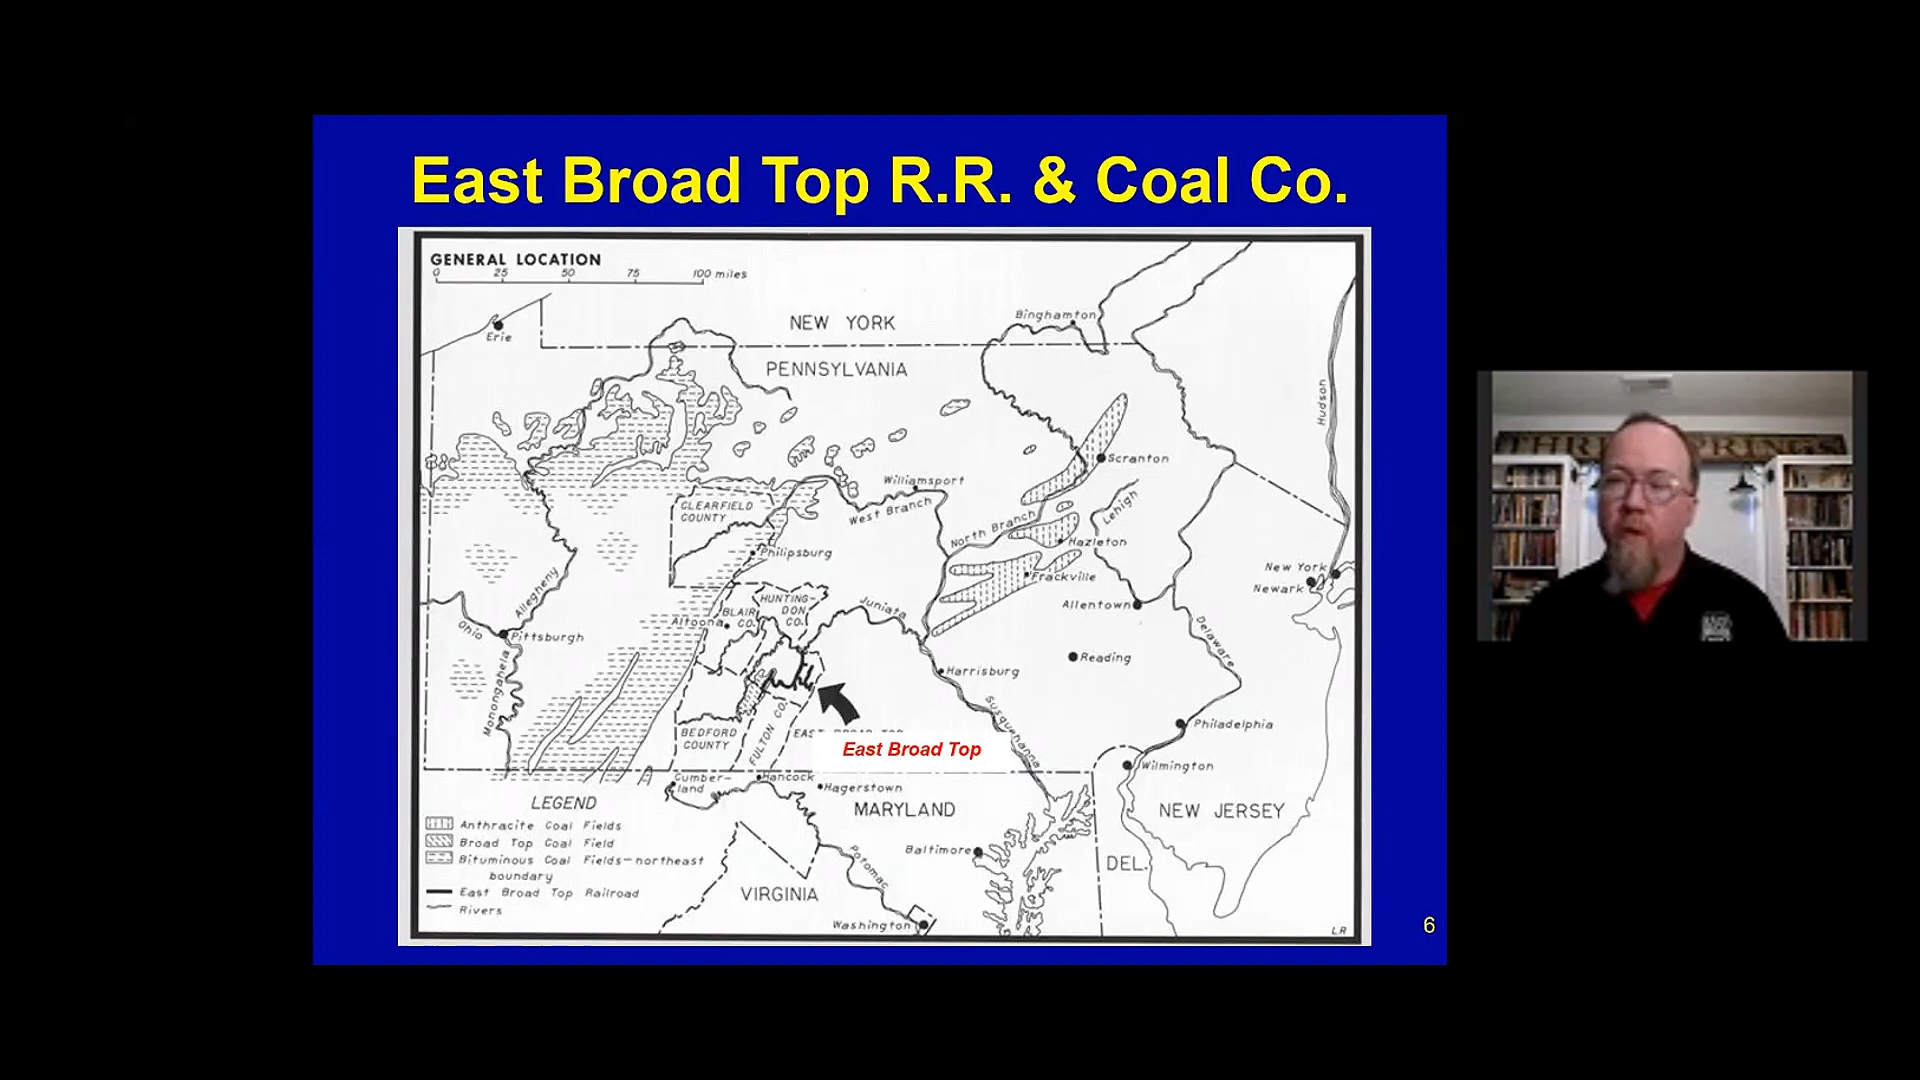 East Broad Top R.R. & Coal Co.
GENERAL LOCATION
0 25 50 75 100 miles
Erie
NEW YORK
Binghamton
PENNSYLVANIA
Hudson
Scranton
Williamsport
West Branch
CLEARFIELD
COUNTY
Lehigh
North Branch
Hazleton
Philipsburg
Frackville
New York
Newark
Allegheny
HUNTING-
DON
CO.
BLAIR
CO.
Juniata
Allentown
Altoona
Ohio
Pittsburgh
Delaware
Reading
Harrisburg
Monongahela
Susquehanna
Philadelphia
BEDFORD
COUNTY
FULTON CO.
East Broad Top
Wilmington
Cumber-
land
Hancock
Hagerstown
MARYLAND
NEW JERSEY
LEGEND
Anthracite Coal Fields
Broad Top Coal Field
Bituminous Coal Fields—northeast
boundary
East Broad Top Railroad
Rivers
Baltimore
Potomac
DEL.
VIRGINIA
Washington
LR
6